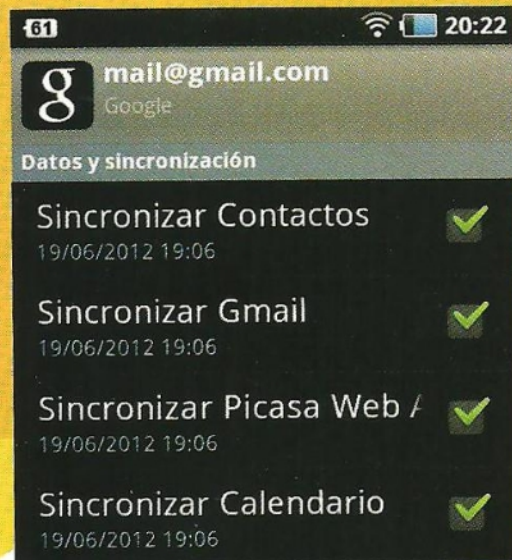 61 20:22
g mail@gmail.com
Google
Datos y sincronización
Sincronizar Contactos
19/06/2012 19:06
Sincronizar Gmail
19/06/2012 19:06
Sincronizar Picasa Web A
19/06/2012 19:06
Sincronizar Calendario
19/06/2012 19:06